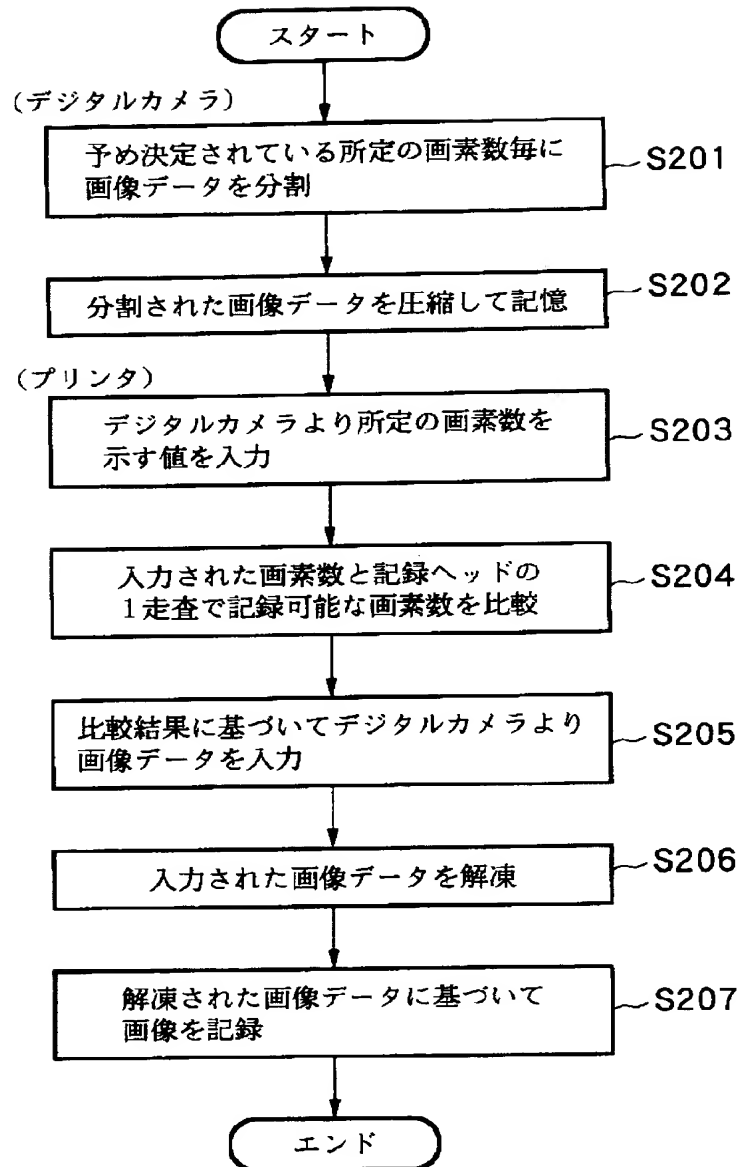 スタート
(デジタルカメラ)
予め決定されている所定の画素数毎に
画像データを分割
S201
分割された画像データを圧縮して記憶
S202
(プリンタ)
デジタルカメラより所定の画素数を
示す値を入力
S203
入力された画素数と記録ヘッドの
1走査で記録可能な画素数を比較
S204
比較結果に基づいてデジタルカメラより
画像データを入力
S205
入力された画像データを解凍
S206
解凍された画像データに基づいて
画像を記録
S207
エンド